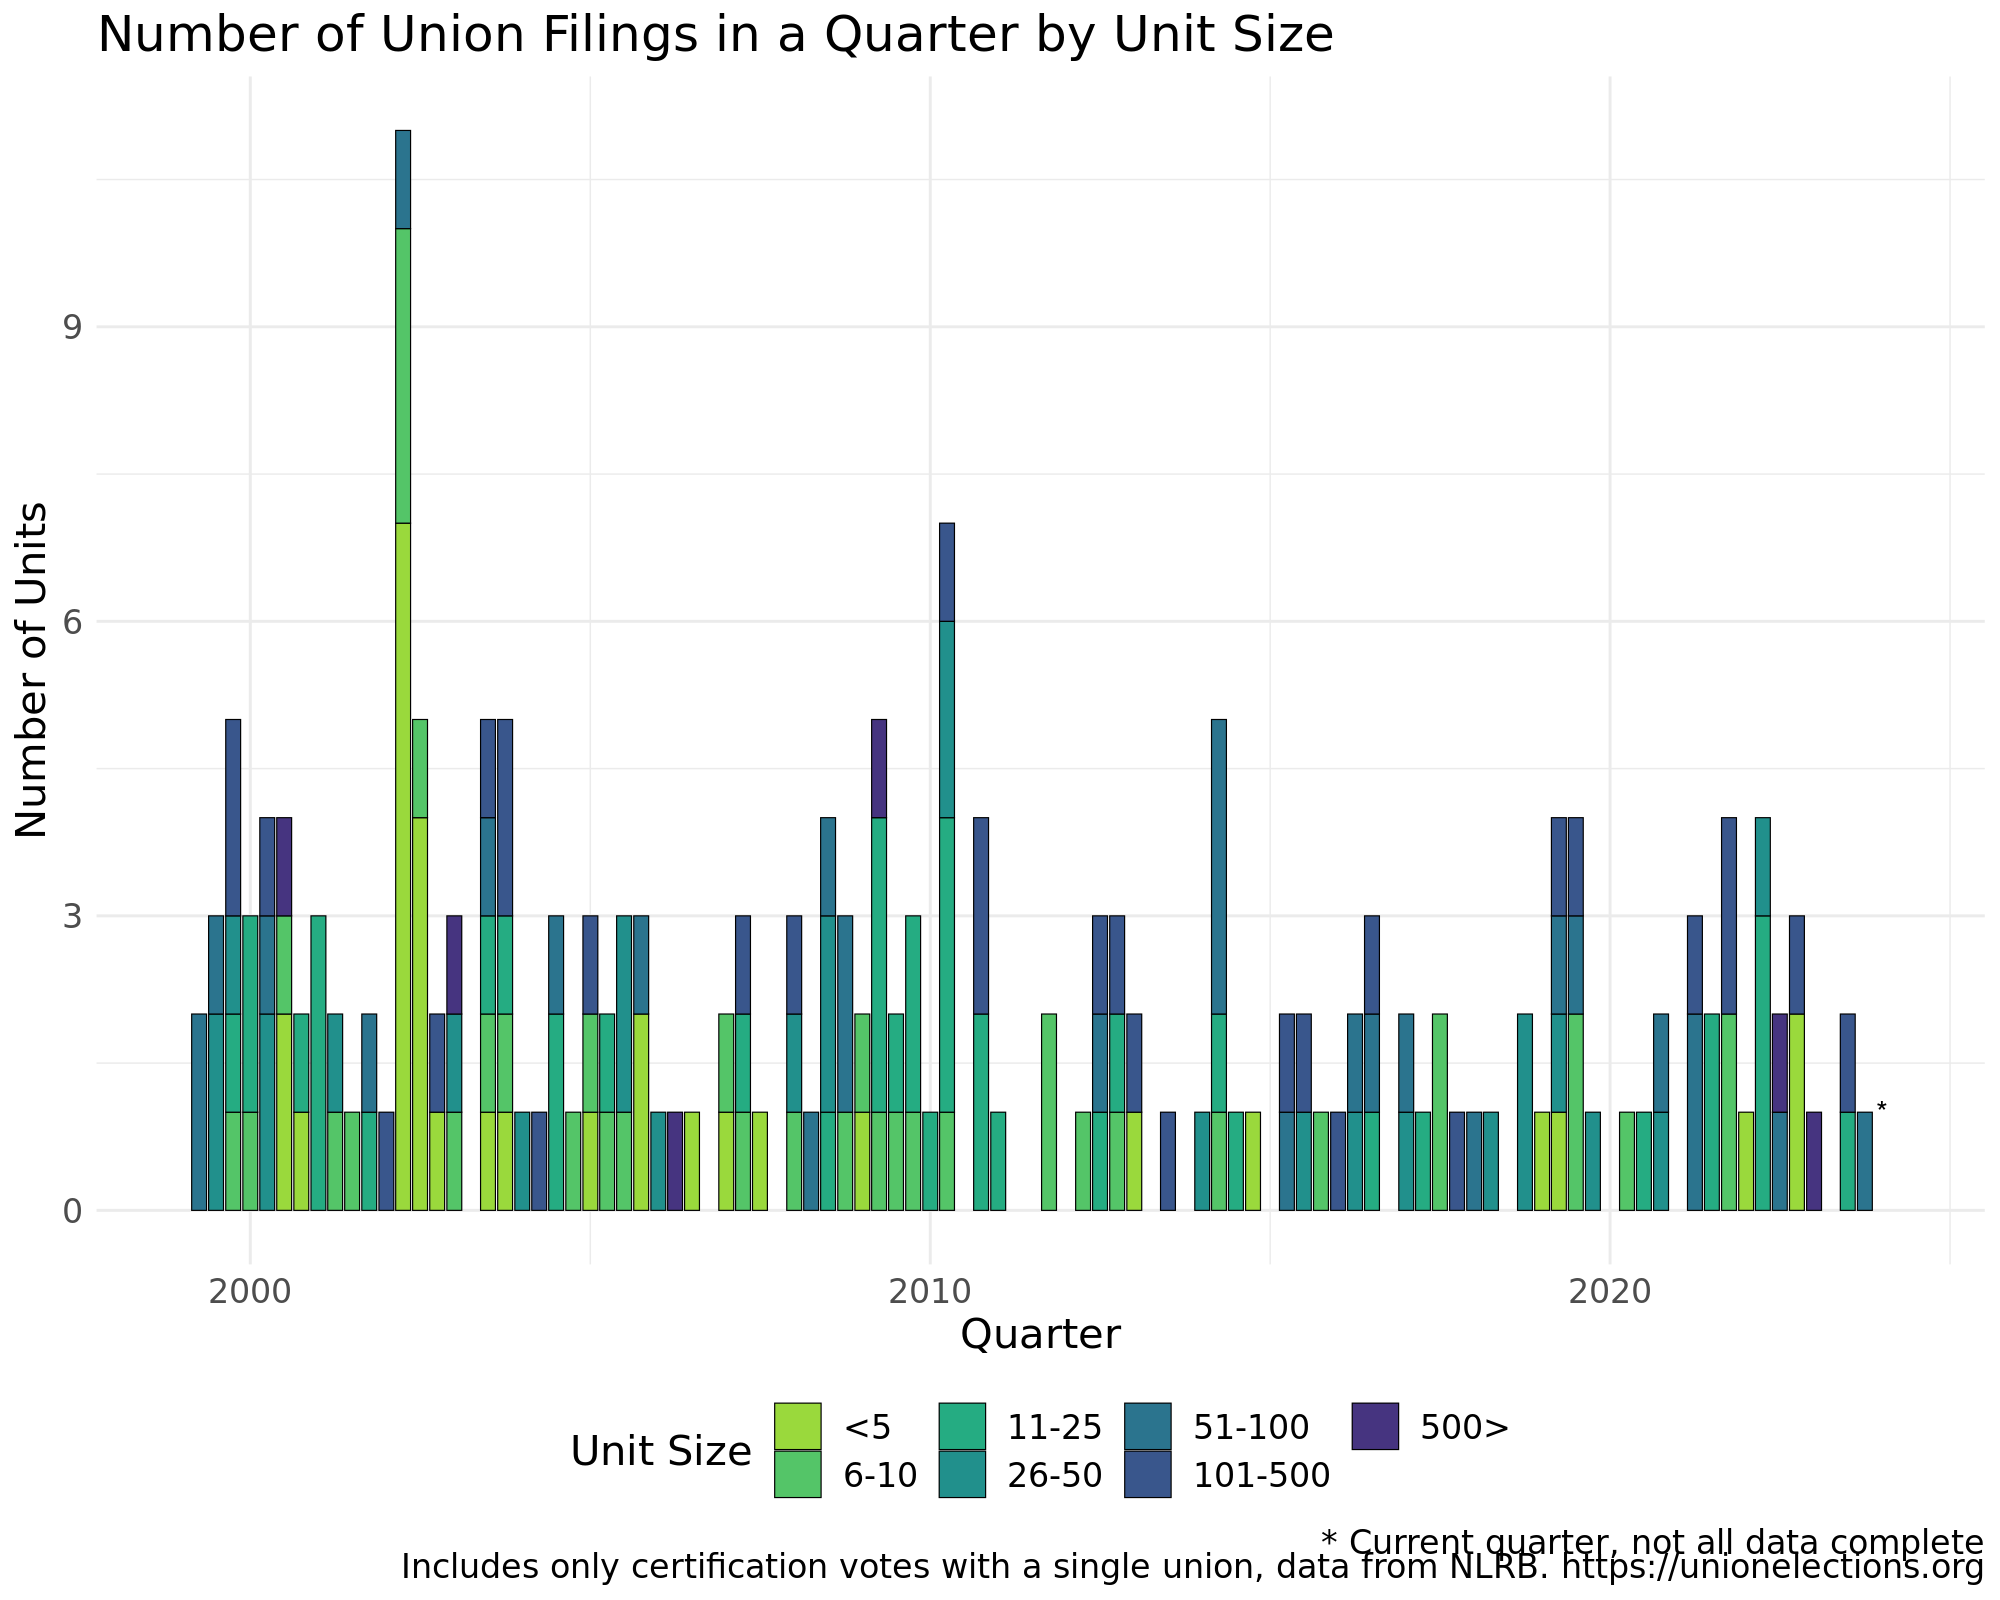 Number of Union Filings in a Quarter by Unit Size
Number of Units
9
6
3
0
*
2000 2010 2020
Quarter
Unit Size
<5 11-25 51-100 500>
6-10 26-50 101-500
* Current quarter, not all data complete
Includes only certification votes with a single union, data from NLRB. https://unionelections.org